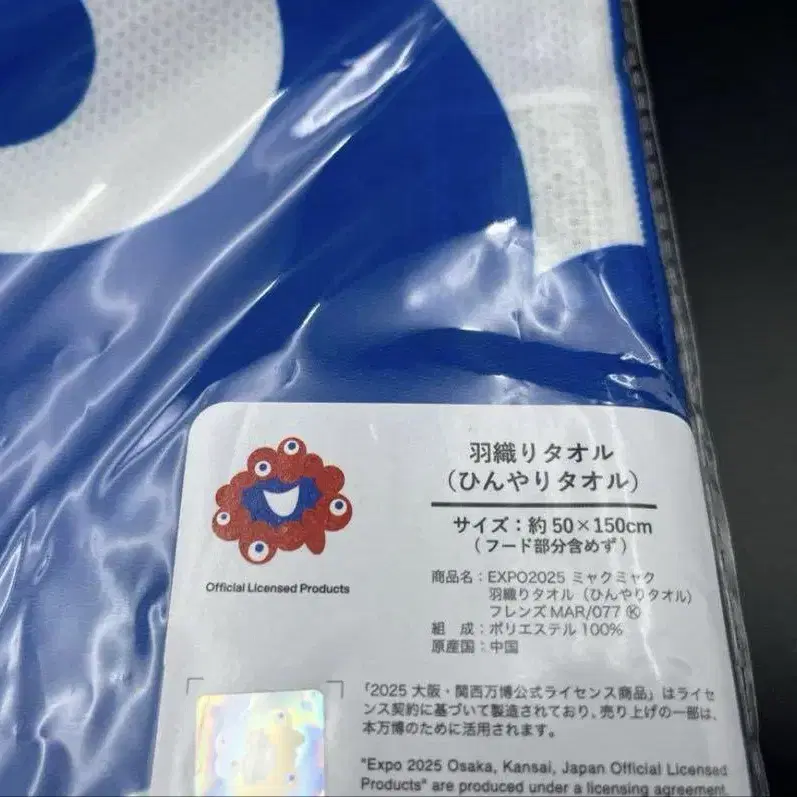 羽織りタオル
（ひんやりタオル）
サイズ：約50×150cm
（フード部分含めず）
Official Licensed Products
商品名：EXPO2025 ミャクミャク
羽織りタオル（ひんやりタオル）
フレンズ MAR/077 Ⓚ
組　成：ポリエステル100%
原産国：中国
「2025 大阪・関西万博公式ライセンス商品」はライセ
ンス契約に基づいて製造されており、売り上げの一部は、
本万博のために活用されます。
"Expo 2025 Osaka, Kansai, Japan Official Licensed
Products" are produced under a licensing agreement,